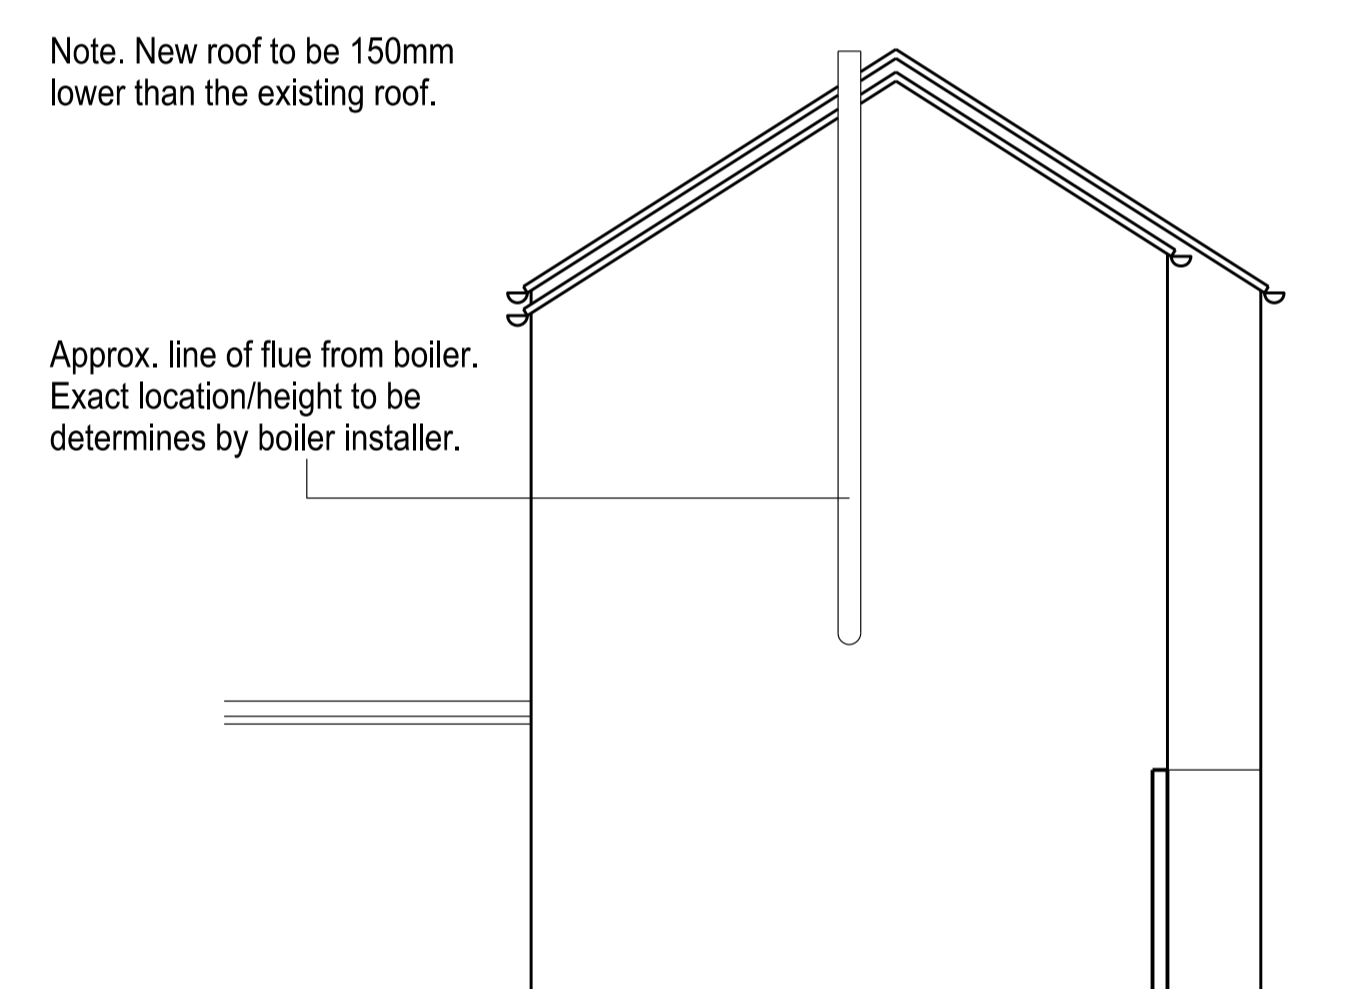 Note. New roof to be 150mm
lower than the existing roof.
Approx. line of flue from boiler.
Exact location/height to be
determines by boiler installer.